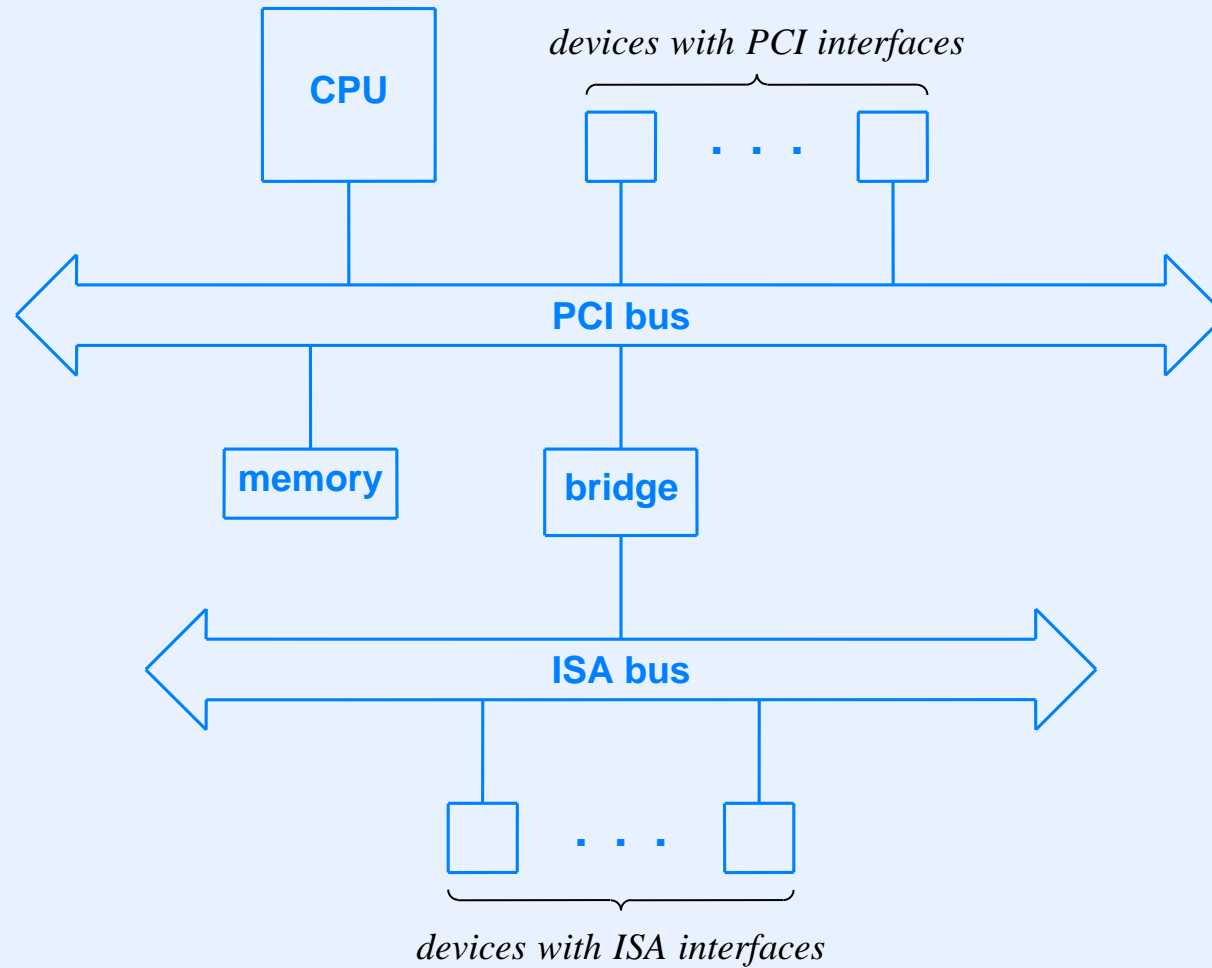 devices with PCI interfaces
CPU
. . .
PCI bus
memory
bridge
ISA bus
. . .
devices with ISA interfaces